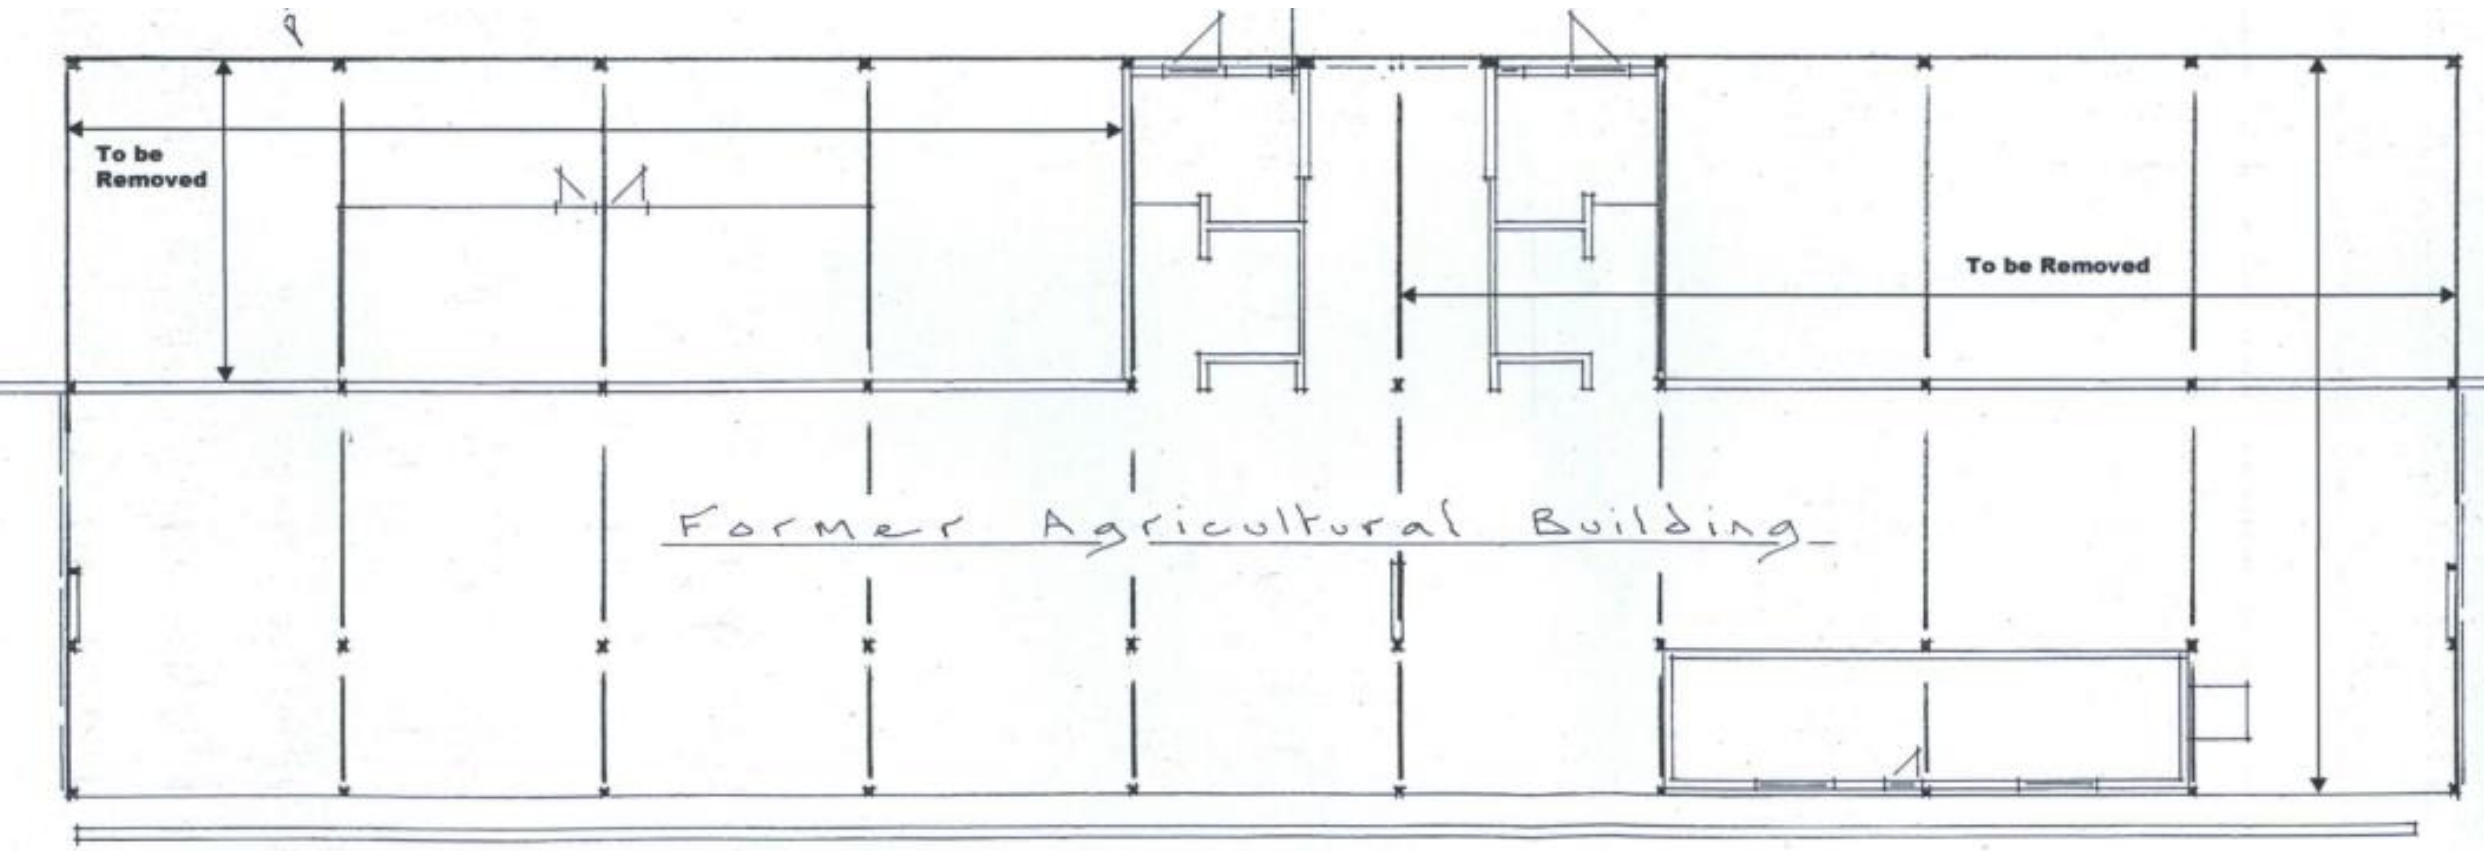 To be
Removed
To be Removed
Former Agricultural Building